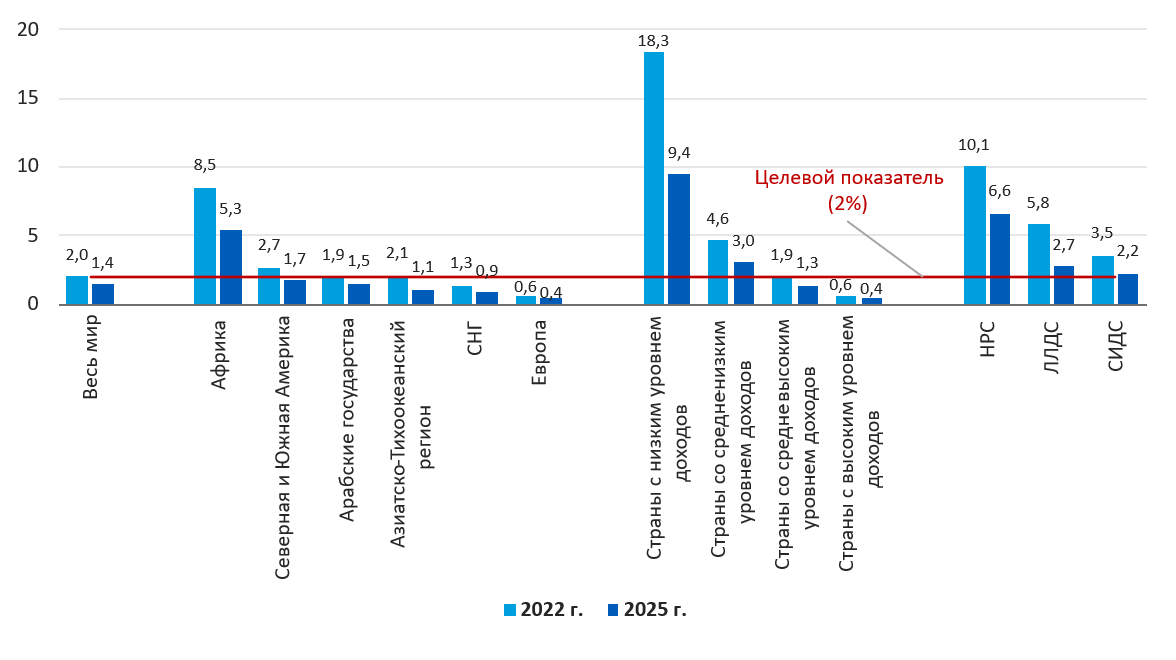 20
15
10
5
0
2,0
1,4
8,5
5,3
2,7
1,7
1,9
1,5
2,1
1,1
1,3
0,9
0,6
0,4
18,3
9,4
4,6
3,0
1,9
1,3
0,6
0,4
10,1
6,6
5,8
2,7
3,5
2,2
Целевой показатель
(2%)
Весь мир
Африка
Северная и Южная Америка
Арабские государства
Азиатско-Тихоокеанский
регион
СНГ
Европа
Страны с низким уровнем
доходов
Страны со средненизким
уровнем доходов
Страны со средневысоким
уровнем доходов
Страны с высоким уровнем
доходов
НРС
ЛЛДС
СИДС
2022 г.
2025 г.